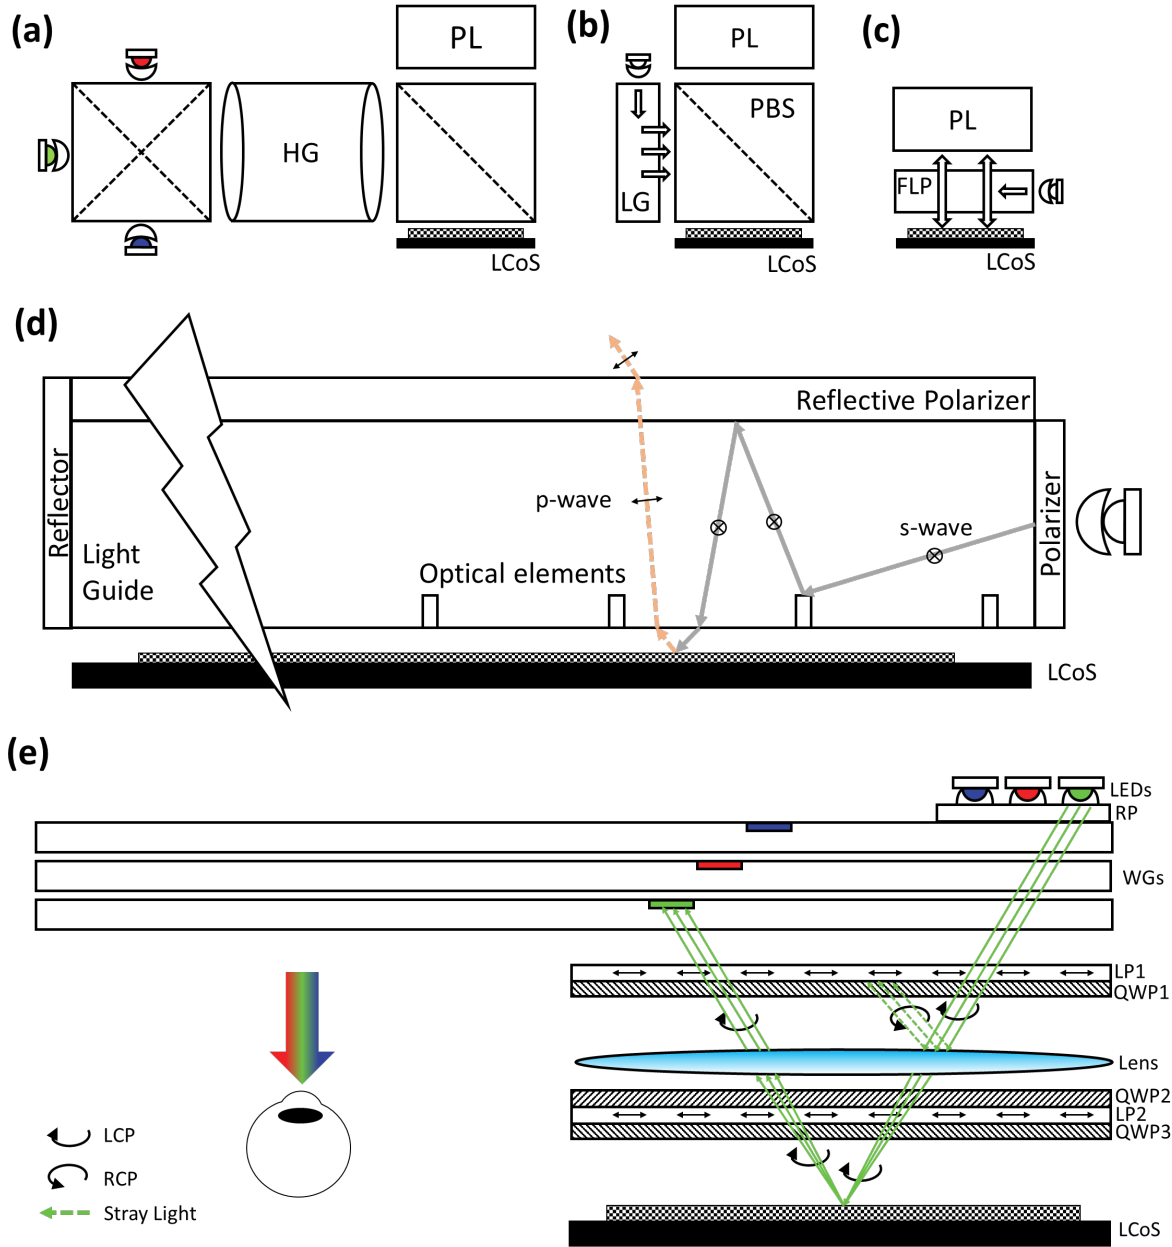 (a)
PL
HG
LCoS
(b)
PL
PBS
LG
LCoS
(c)
PL
FLP
LCoS
(d)
Reflective Polarizer
Reflector
p-wave
s-wave
Polarizer
Light
Guide
Optical elements
LCoS
(e)
LEDs
RP
WGs
LP1
QWP1
Lens
QWP2
LP2
QWP3
LCoS
LCP
RCP
Stray Light